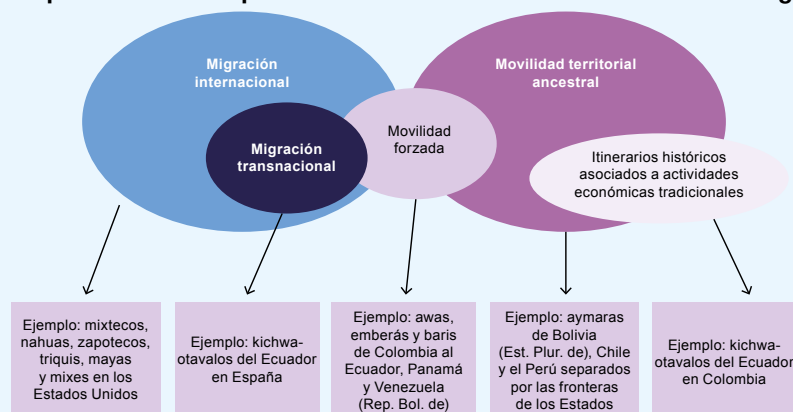 Migración
internacional
Movilidad territorial
ancestral
Migración
transnacional
Movilidad
forzada
Itinerarios históricos
asociados a actividades
económicas tradicionales
Ejemplo: mixtecos,
nahuas, zapotecos,
triquis, mayas
y mixes en los
Estados Unidos
Ejemplo: kichwa-
otavalos del Ecuador
en España
Ejemplo: awas,
emberás y baris
de Colombia al
Ecuador, Panamá
y Venezuela
(Rep. Bol. de)
Ejemplo: aymaras
de Bolivia
(Est. Plur. de), Chile
y el Perú separados
por las fronteras
de los Estados
Ejemplo: kichwa-
otavalos del Ecuador
en Colombia